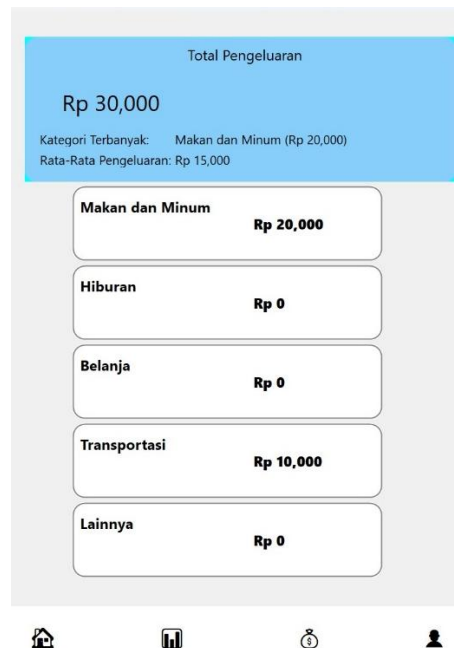 Total Pengeluaran
Rp 30,000
Kategori Terbanyak: Makan dan Minum (Rp 20,000)
Rata-Rata Pengeluaran: Rp 15,000
Makan dan Minum
Rp 20,000
Hiburan
Rp 0
Belanja
Rp 0
Transportasi
Rp 10,000
Lainnya
Rp 0